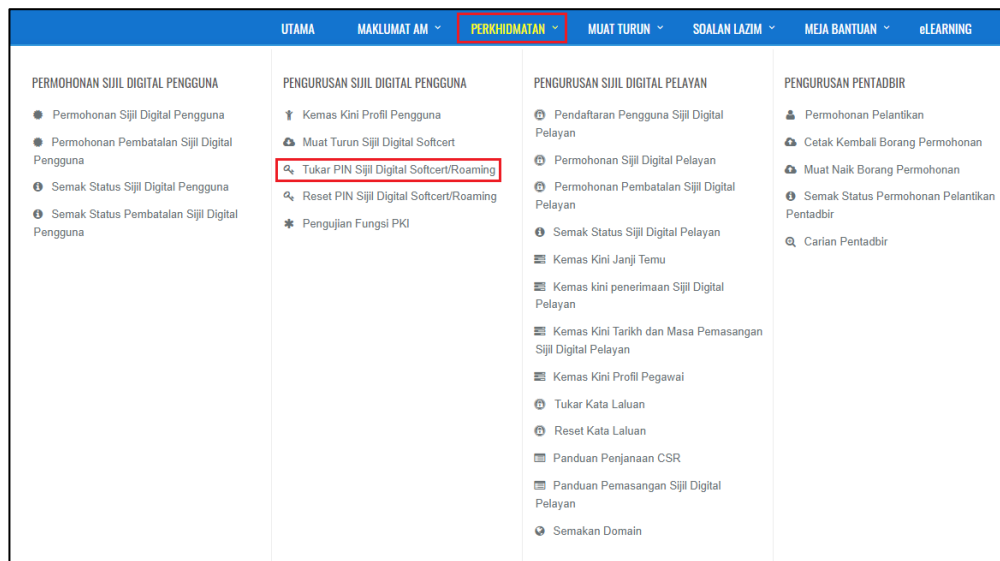 UTAMA MAKLUMAT AM PERKHIDMATAN MUAT TURUN SOALAN LAZIM MEJA BANTUAN eLEARNING
PERMOHONAN SIJIL DIGITAL PENGGUNA
Permohonan Sijil Digital Pengguna
Permohonan Pembatalan Sijil Digital
Pengguna
Semak Status Sijil Digital Pengguna
Semak Status Pembatalan Sijil Digital
Pengguna
PENGURUSAN SIJIL DIGITAL PENGGUNA
Kemas Kini Profil Pengguna
Muat Turun Sijil Digital Softcert
Tukar PIN Sijil Digital Softcert/Roaming
Reset PIN Sijil Digital Softcert/Roaming
Pengujian Fungsi PKI
PENGURUSAN SIJIL DIGITAL PELAYAN
Pendaftaran Pengguna Sijil Digital
Pelayan
Permohonan Sijil Digital Pelayan
Permohonan Pembatalan Sijil Digital
Pelayan
Semak Status Sijil Digital Pelayan
Kemas Kini Janji Temu
Kemas kini penerimaan Sijil Digital
Pelayan
Kemas Kini Tarikh dan Masa Pemasangan
Sijil Digital Pelayan
Kemas Kini Profil Pegawai
Tukar Kata Laluan
Reset Kata Laluan
Panduan Penjanaan CSR
Panduan Pemasangan Sijil Digital
Pelayan
Semakan Domain
PENGURUSAN PENTADBIR
Permohonan Pelantikan
Cetak Kembali Borang Permohonan
Muat Naik Borang Permohonan
Semak Status Permohonan Pelantikan
Pentadbir
Carian Pentadbir